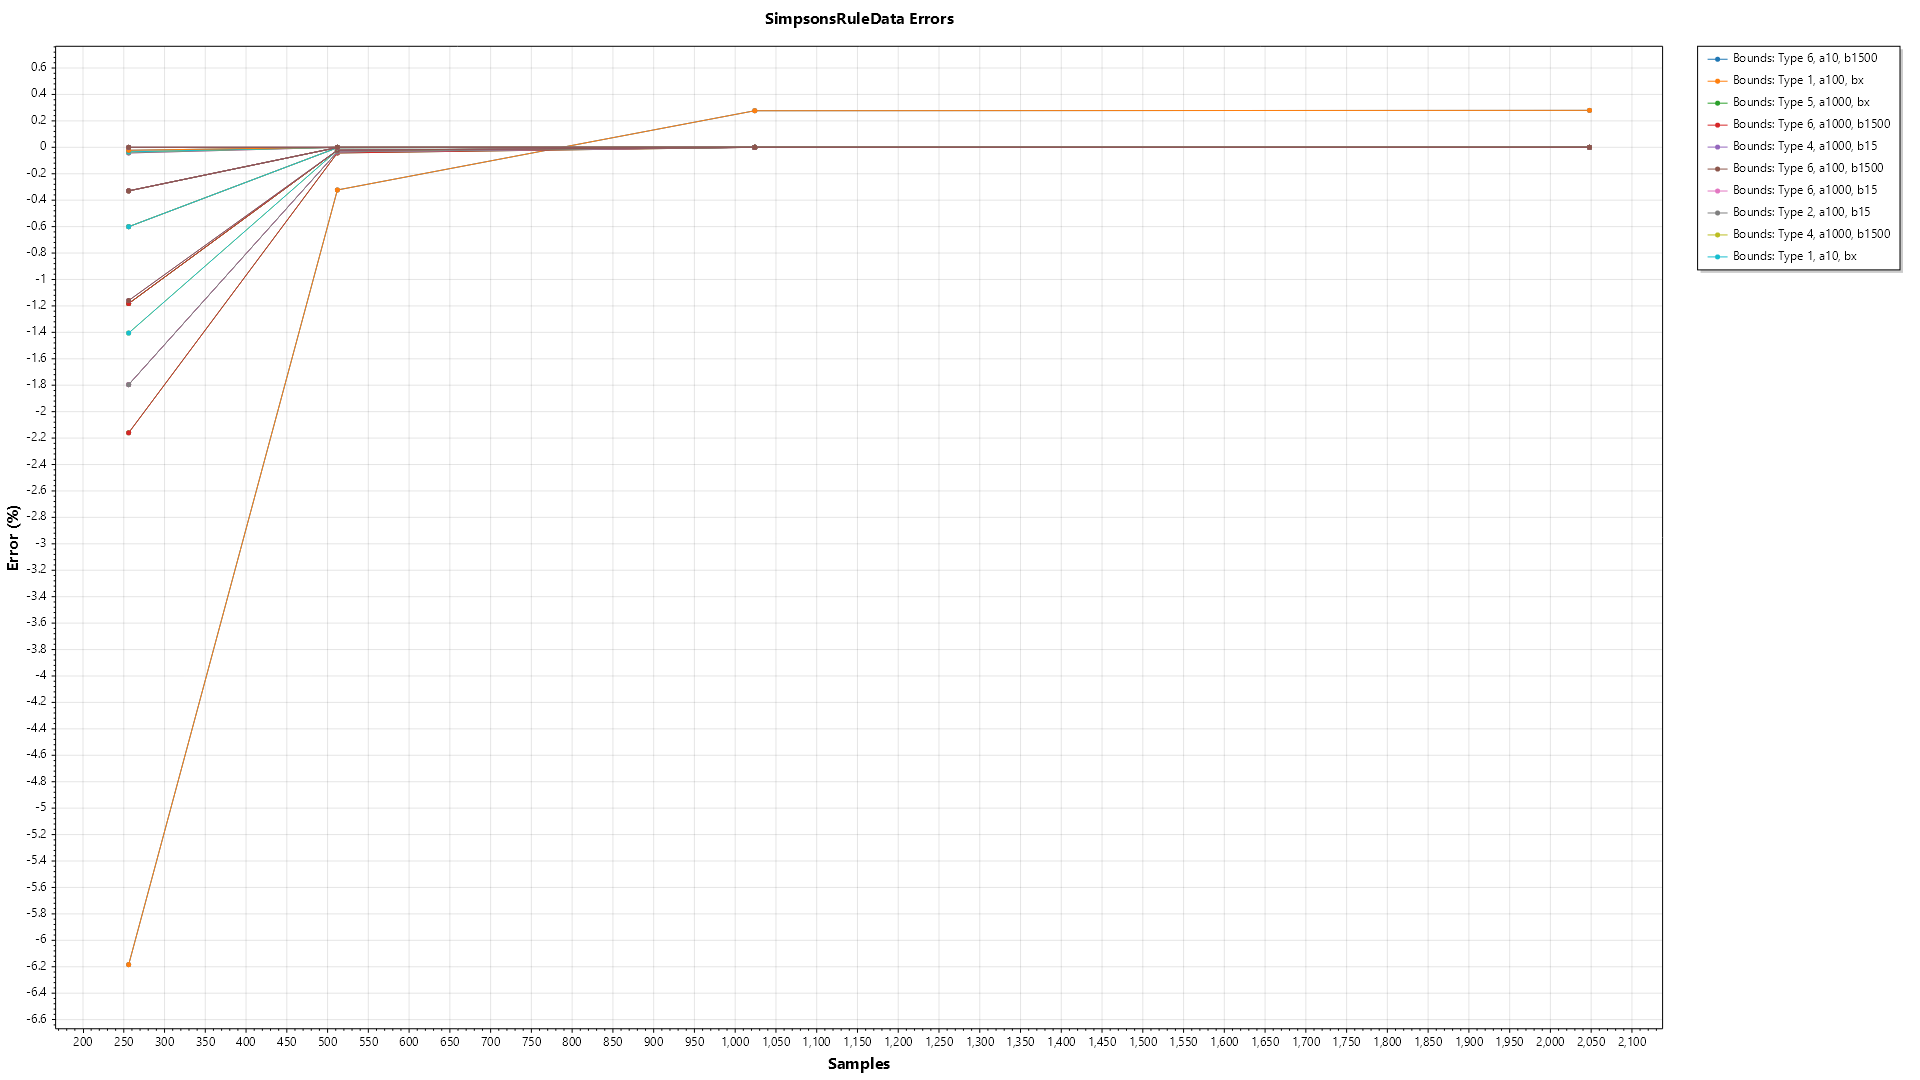 SimpsonsRuleData Errors
0.6
0.4
0.2
0
-0.2
-0.4
-0.6
-0.8
-1
-1.2
-1.4
-1.6
-1.8
-2
-2.2
-2.4
-2.6
-2.8
-3
-3.2
-3.4
-3.6
-3.8
-4
-4.2
-4.4
-4.6
-4.8
-5
-5.2
-5.4
-5.6
-5.8
-6
-6.2
-6.4
-6.6
Error (%)
200 250 300 350 400 450 500 550 600 650 700 750 800 850 900 950 1,000 1,050 1,100 1,150 1,200 1,250 1,300 1,350 1,400 1,450 1,500 1,550 1,600 1,650 1,700 1,750 1,800 1,850 1,900 1,950 2,000 2,050 2,100
Samples
Bounds: Type 6, a10, b1500
Bounds: Type 1, a100, bx
Bounds: Type 5, a1000, bx
Bounds: Type 6, a1000, b1500
Bounds: Type 4, a1000, b15
Bounds: Type 6, a100, b1500
Bounds: Type 6, a1000, b15
Bounds: Type 2, a100, b15
Bounds: Type 4, a1000, b1500
Bounds: Type 1, a10, bx